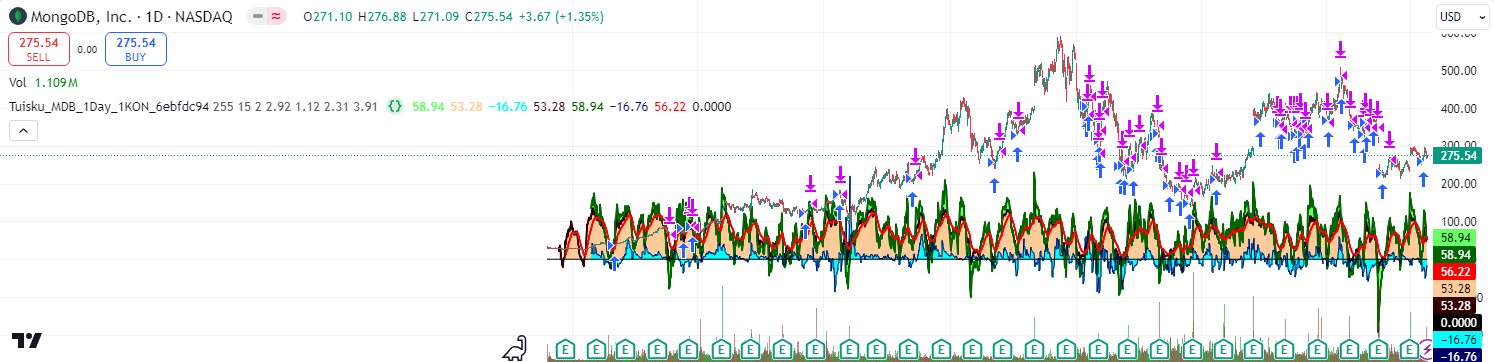 MongoDB, Inc. · 1D · NASDAQ O271.10 H276.88 L271.09 C275.54 +3.67 (+1.35%)
USD
275.54 SELL
0.00
275.54 BUY
Vol 1.109 M
Tuisku_MDB_1Day_1KON_6ebfdc94 255 15 2 2.92 1.12 2.31 3.91 {} 58.94 53.28 −16.76 53.28 58.94 −16.76 56.22 0.0000
500.00
400.00
300.00
275.54
200.00
100.00
58.94
58.94
56.22
53.28
53.28
0.0000
−16.76
−16.76
E E E E E E E E E E E E E E E E E E E E E E E E E E E E